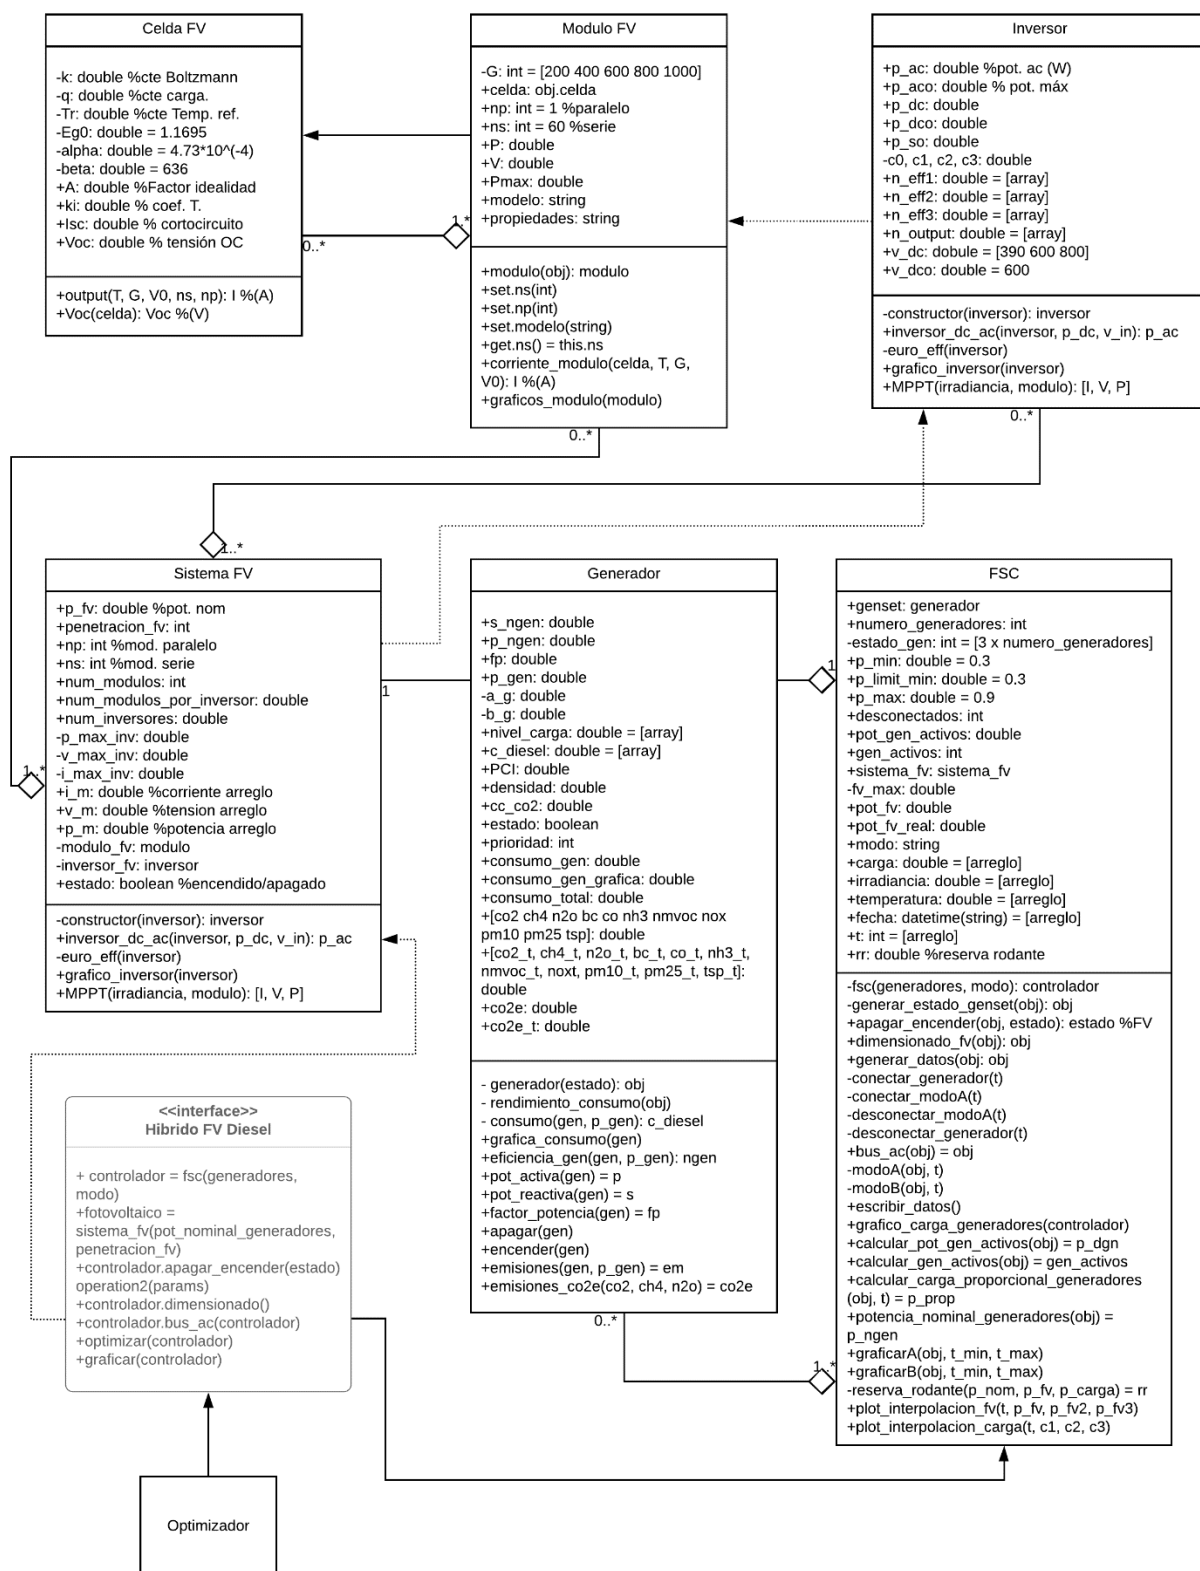 Celda FV
-k: double %cte Boltzmann
-q: double %cte carga.
-Tr: double %cte Temp. ref.
-Eg0: double = 1.1695
-alpha: double = 4.73*10^(-4)
-beta: double = 636
+A: double %Factor idealidad
+ki: double % coef. T.
+Isc: double % cortocircuito
+Voc: double % tensión OC
+output(T, G, V0, ns, np): I %(A)
+Voc(celda): Voc %(V)
0..*
1..*
Modulo FV
-G: int = [200 400 600 800 1000]
+celda: obj.celda
+np: int = 1 %paralelo
+ns: int = 60 %serie
+P: double
+V: double
+Pmax: double
+modelo: string
+propiedades: string
+modulo(obj): modulo
+set.ns(int)
+set.np(int)
+set.modelo(string)
+get.ns() = this.ns
+corriente_modulo(celda, T, G,
V0): I %(A)
+graficos_modulo(modulo)
0..*
Inversor
+p_ac: double %pot. ac (W)
+p_aco: double % pot. máx
+p_dc: double
+p_dco: double
+p_so: double
-c0, c1, c2, c3: double
+n_eff1: double = [array]
+n_eff2: double = [array]
+n_eff3: double = [array]
+n_output: double = [array]
+v_dc: dobule = [390 600 800]
+v_dco: double = 600
-constructor(inversor): inversor
+inversor_dc_ac(inversor, p_dc, v_in): p_ac
-euro_eff(inversor)
+grafico_inversor(inversor)
+MPPT(irradiancia, modulo): [I, V, P]
0..*
1..*
Sistema FV
+p_fv: double %pot. nom
+penetracion_fv: int
+np: int %mod. paralelo
+ns: int %mod. serie
+num_modulos: int
+num_modulos_por_inversor: double
+num_inversores: double
-p_max_inv: double
-v_max_inv: double
-i_max_inv: double
+i_m: double %corriente arreglo
+v_m: double %tension arreglo
+p_m: double %potencia arreglo
-modulo_fv: modulo
-inversor_fv: inversor
+estado: boolean %encendido/apagado
-constructor(inversor): inversor
+inversor_dc_ac(inversor, p_dc, v_in): p_ac
-euro_eff(inversor)
+grafico_inversor(inversor)
+MPPT(irradiancia, modulo): [I, V, P]
1..*
1
Generador
+s_ngen: double
+p_ngen: double
+fp: double
+p_gen: double
-a_g: double
-b_g: double
+nivel_carga: double = [array]
+c_diesel: double = [array]
+PCI: double
+densidad: double
+cc_co2: double
+estado: boolean
+prioridad: int
+consumo_gen: double
+consumo_gen_grafica: double
+consumo_total: double
+[co2 ch4 n2o bc co nh3 nmvoc nox
pm10 pm25 tsp]: double
+[co2_t, ch4_t, n2o_t, bc_t, co_t, nh3_t,
nmvoc_t, noxt, pm10_t, pm25_t, tsp_t]:
double
+co2e: double
+co2e_t: double
- generador(estado): obj
- rendimiento_consumo(obj)
- consumo(gen, p_gen): c_diesel
+grafica_consumo(gen)
+eficiencia_gen(gen, p_gen): ngen
+pot_activa(gen) = p
+pot_reactiva(gen) = s
+factor_potencia(gen) = fp
+apagar(gen)
+encender(gen)
+emisiones(gen, p_gen) = em
+emisiones_co2e(co2, ch4, n2o) = co2e
0..*
1
1..*
FSC
+genset: generador
+numero_generadores: int
-estado_gen: int = [3 x numero_generadores]
+p_min: double = 0.3
+p_limit_min: double = 0.3
+p_max: double = 0.9
+desconectados: int
+pot_gen_activos: double
+gen_activos: int
+sistema_fv: sistema_fv
-fv_max: double
+pot_fv: double
+pot_fv_real: double
+modo: string
+carga: double = [arreglo]
+irradiancia: double = [arreglo]
+temperatura: double = [arreglo]
+fecha: datetime(string) = [arreglo]
+t: int = [arreglo]
+rr: double %reserva rodante
-fsc(generadores, modo): controlador
-generar_estado_genset(obj): obj
+apagar_encender(obj, estado): estado %FV
+dimensionado_fv(obj): obj
+generar_datos(obj: obj
-conectar_generador(t)
-conectar_modoA(t)
-desconectar_modoA(t)
-desconectar_generador(t)
+bus_ac(obj) = obj
-modoA(obj, t)
-modoB(obj, t)
+escribir_datos()
+grafico_carga_generadores(controlador)
+calcular_pot_gen_activos(obj) = p_dgn
+calcular_gen_activos(obj) = gen_activos
+calcular_carga_proporcional_generadores
(obj, t) = p_prop
+potencia_nominal_generadores(obj) =
p_ngen
+graficarA(obj, t_min, t_max)
+graficarB(obj, t_min, t_max)
-reserva_rodante(p_nom, p_fv, p_carga) = rr
+plot_interpolacion_fv(t, p_fv, p_fv2, p_fv3)
+plot_interpolacion_carga(t, c1, c2, c3)
<<interface>>
Hibrido FV Diesel
+ controlador = fsc(generadores,
modo)
+fotovoltaico =
sistema_fv(pot_nominal_generadores,
penetracion_fv)
+controlador.apagar_encender(estado)
operation2(params)
+controlador.dimensionado()
+controlador.bus_ac(controlador)
+optimizar(controlador)
+graficar(controlador)
Optimizador